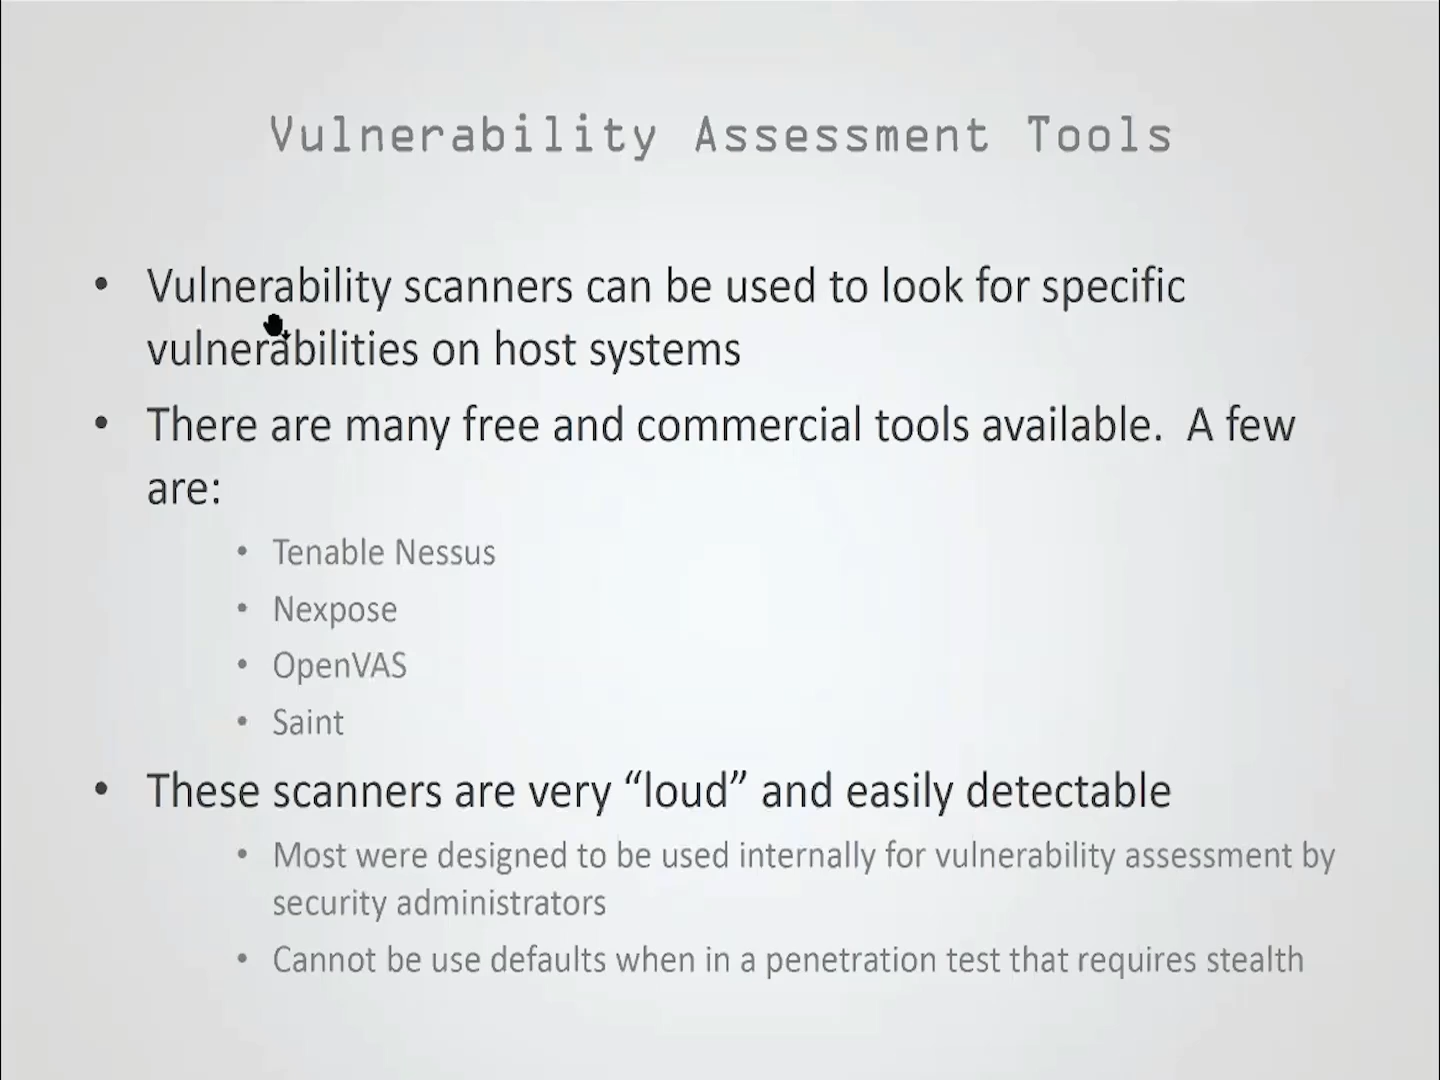 Vulnerability Assessment Tools
• Vulnerability scanners can be used to look for specific
vulnerabilities on host systems
• There are many free and commercial tools available.  A few
are:
• Tenable Nessus
• Nexpose
• OpenVAS
• Saint
• These scanners are very “loud” and easily detectable
• Most were designed to be used internally for vulnerability assessment by
security administrators
• Cannot be use defaults when in a penetration test that requires stealth